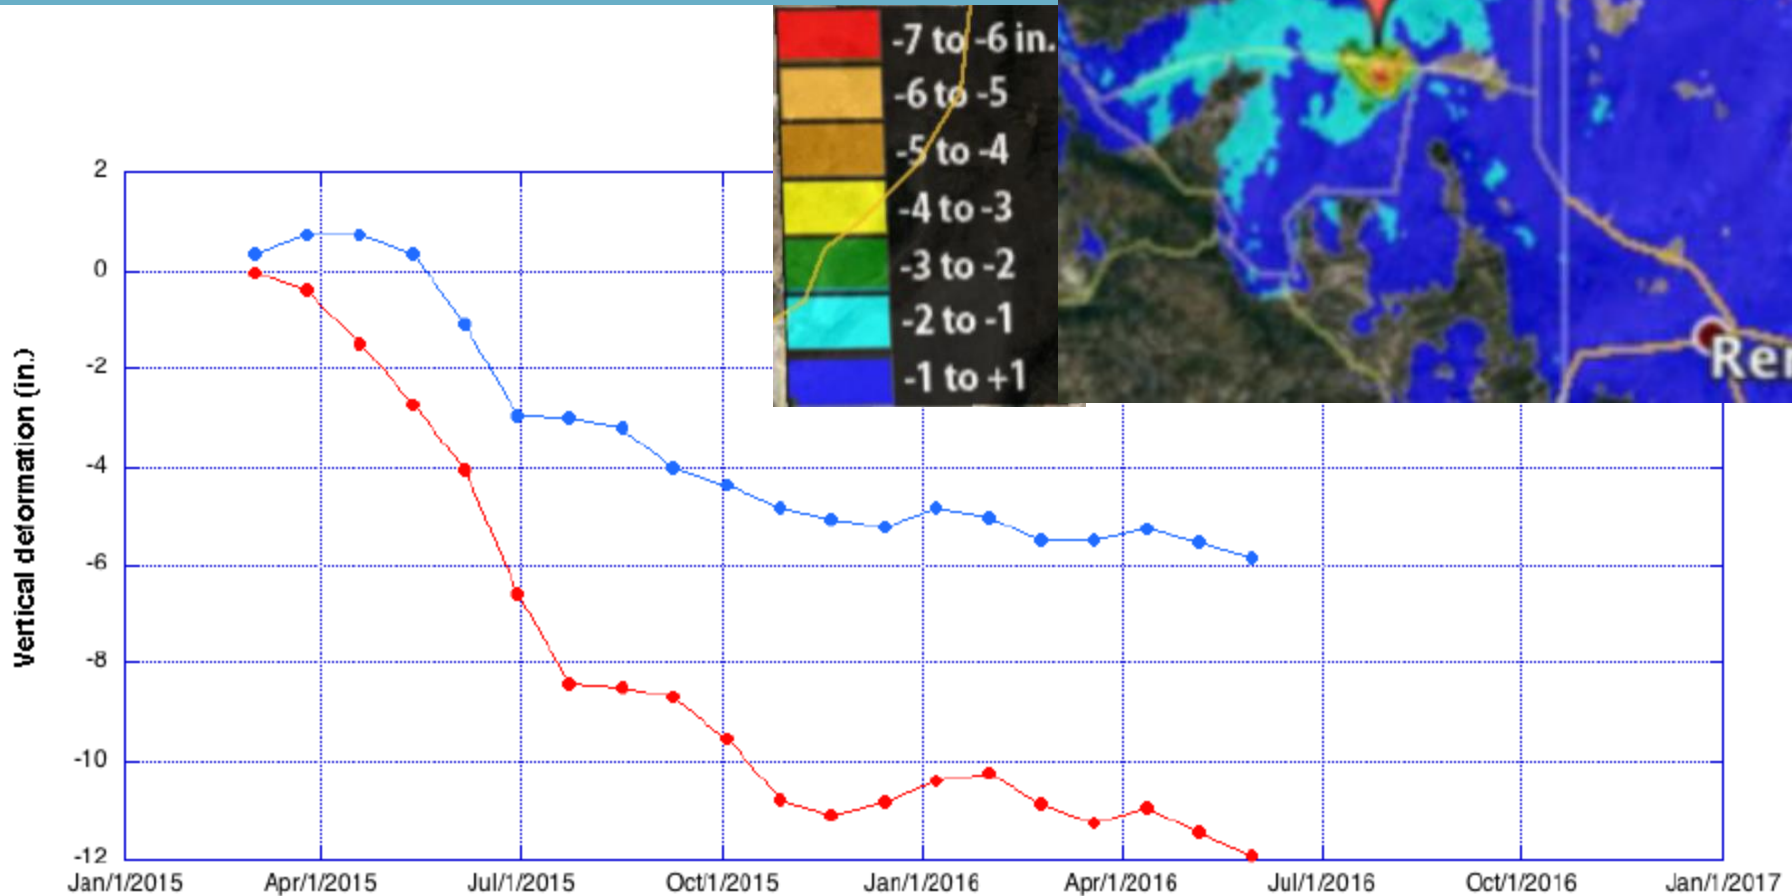 -7 to -6 in.
-6 to -5
-5 to -4
-4 to -3
-3 to -2
-2 to -1
-1 to +1
Vertical deformation (in.)
2
0
-2
-4
-6
-8
-10
-12
Jan/1/2015 Apr/1/2015 Jul/1/2015 Oct/1/2015 Jan/1/2016 Apr/1/2016 Jul/1/2016 Oct/1/2016 Jan/1/2017